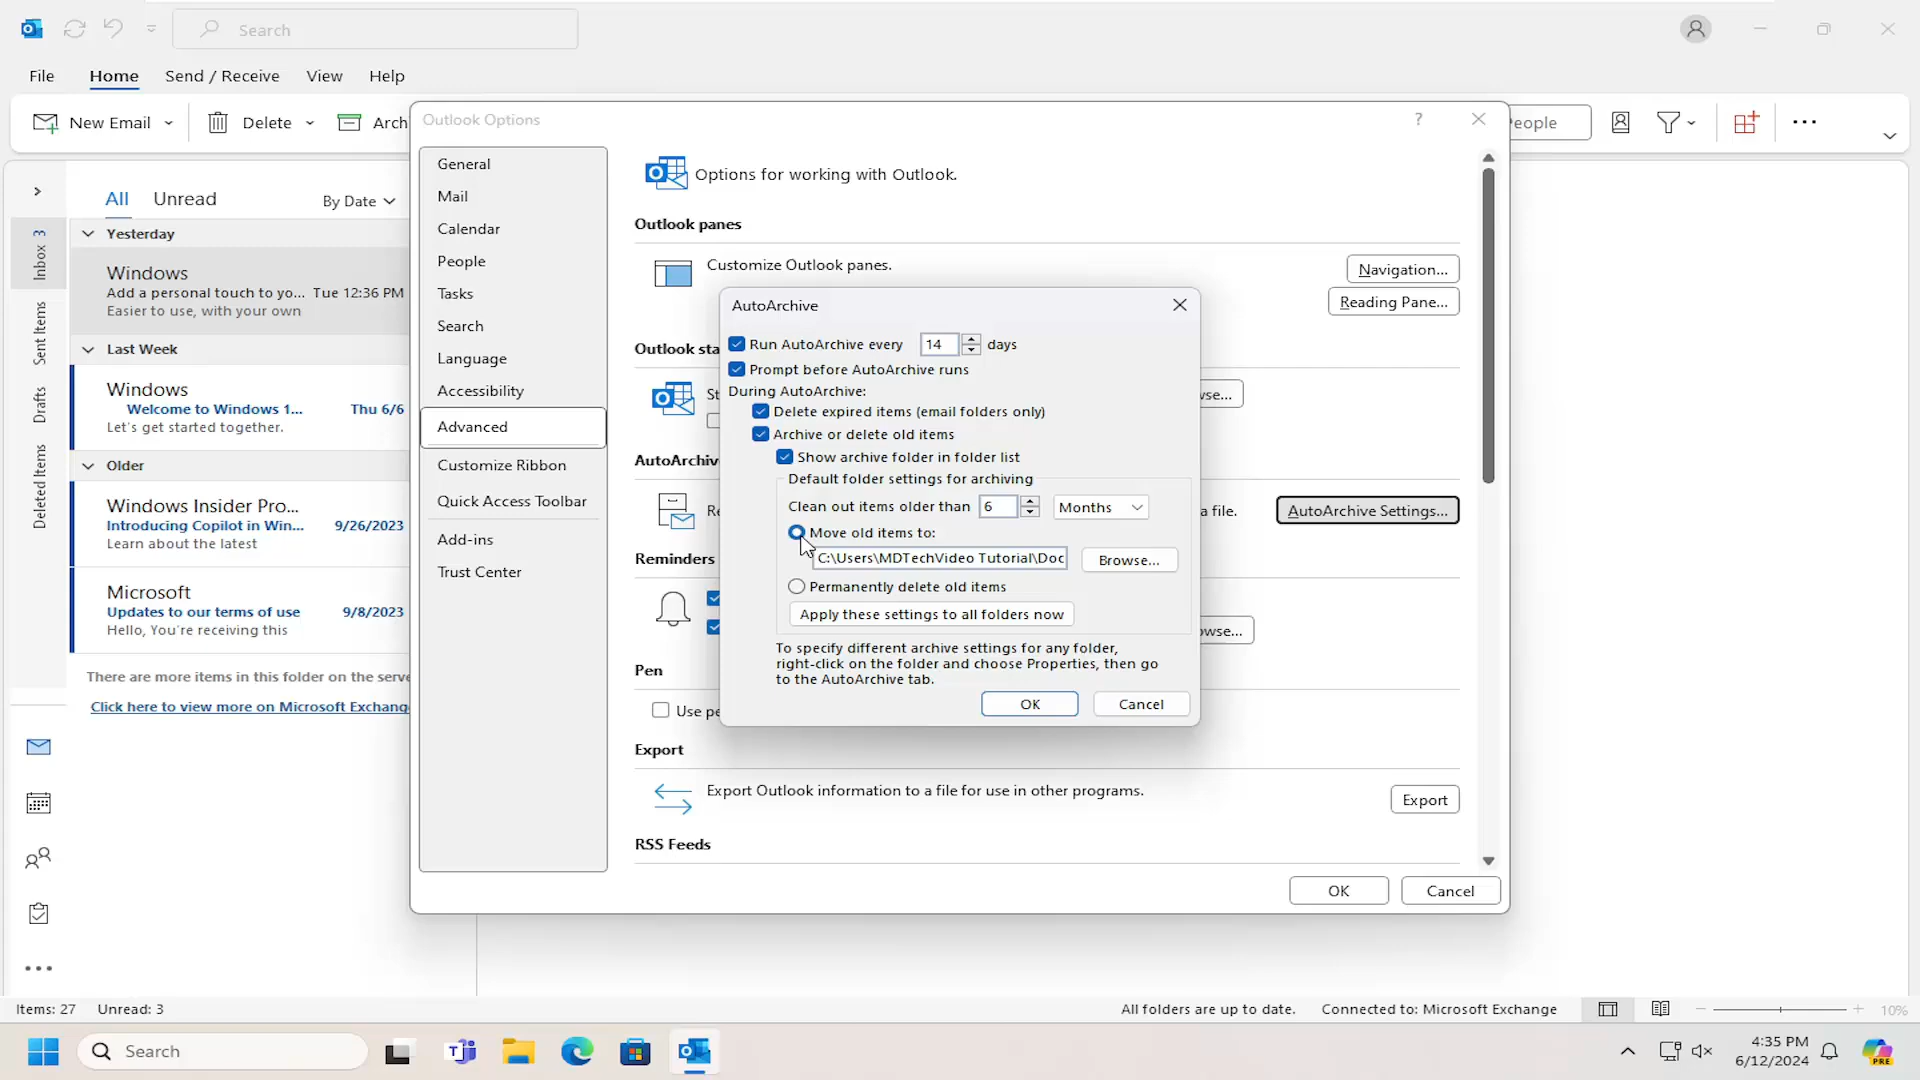 Search
File Home Send / Receive View Help
New Email Delete Arch
eople
All Unread By Date
Inbox 3
Sent Items
Drafts
Deleted Items
Yesterday
Windows
Add a personal touch to yo... Tue 12:36 PM
Easier to use, with your own
Last Week
Windows
Welcome to Windows 1... Thu 6/6
Let's get started together.
Older
Windows Insider Pro...
Introducing Copilot in Win... 9/26/2023
Learn about the latest
Microsoft
Updates to our terms of use 9/8/2023
Hello, You're receiving this
There are more items in this folder on the serve
Click here to view more on Microsoft Exchang
Outlook Options
?
General
Mail
Calendar
People
Tasks
Search
Language
Accessibility
Advanced
Customize Ribbon
Quick Access Toolbar
Add-ins
Trust Center
Options for working with Outlook.
Outlook panes
Customize Outlook panes.
Navigation...
Reading Pane...
Outlook sta
St
wse...
AutoArchiv
Re
a file.
AutoArchive Settings...
Reminders
owse...
Pen
Use pe
Export
Export Outlook information to a file for use in other programs.
Export
RSS Feeds
OK Cancel
AutoArchive
Run AutoArchive every 14 days
Prompt before AutoArchive runs
During AutoArchive:
Delete expired items (email folders only)
Archive or delete old items
Show archive folder in folder list
Default folder settings for archiving
Clean out items older than 6 Months
Move old items to:
C:\Users\MDTechVideo Tutorial\Doc
Browse...
Permanently delete old items
Apply these settings to all folders now
To specify different archive settings for any folder,
right-click on the folder and choose Properties, then go
to the AutoArchive tab.
OK Cancel
Items: 27 Unread: 3
All folders are up to date. Connected to: Microsoft Exchange
10%
Search
4:35 PM
6/12/2024
PRE